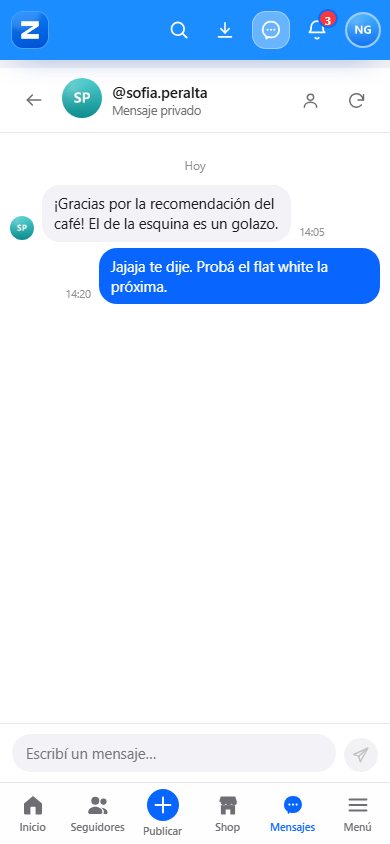 Z
3
NG
SP
@sofia.peralta
Mensaje privado
Hoy
¡Gracias por la recomendación del
café! El de la esquina es un golazo.
SP
14:05
Jajaja te dije. Probá el flat white la
próxima.
14:20
Escribí un mensaje...
Inicio
Seguidores
Publicar
Shop
Mensajes
Menú